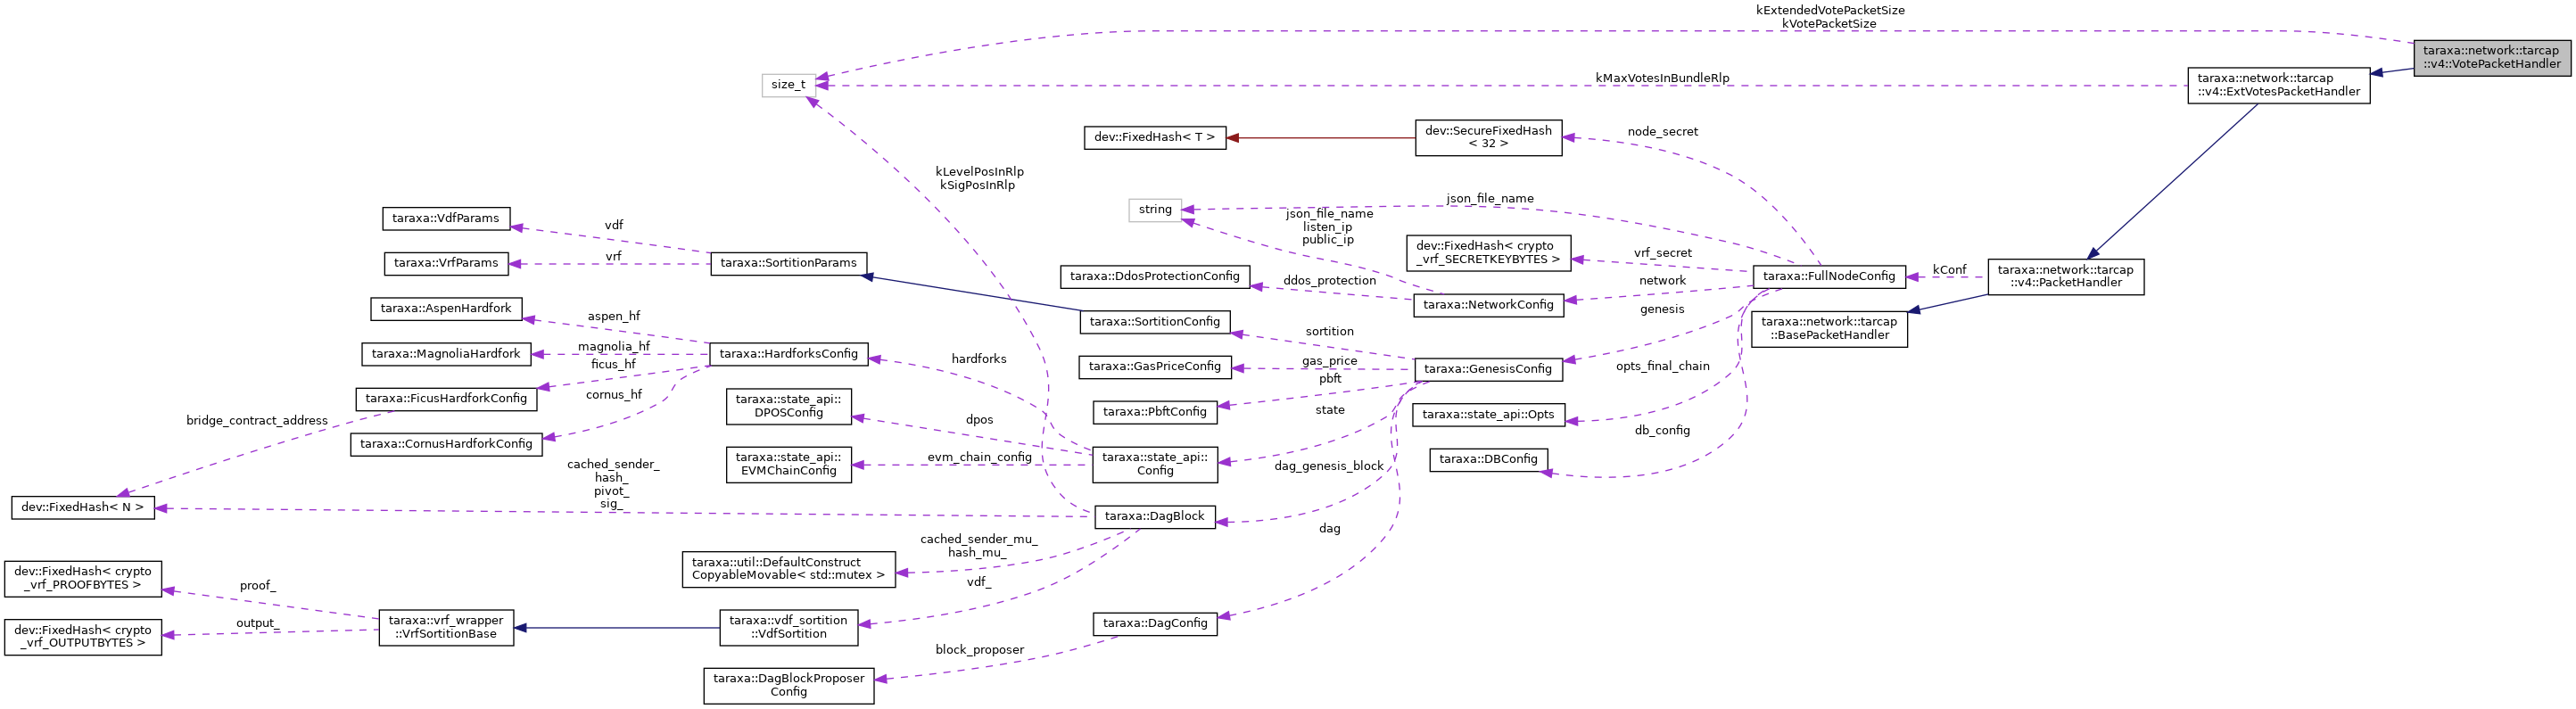 kExtendedVotePacketSize
kVotePacketSize
taraxa::network::tarcap
::v4::VotePacketHandler
size_t
kMaxVotesInBundleRlp
taraxa::network::tarcap
::v4::ExtVotesPacketHandler
dev::FixedHash< T >
dev::SecureFixedHash
< 32 >
node_secret
kLevelPosInRlp
kSigPosInRlp
string
json_file_name
json_file_name
listen_ip
public_ip
taraxa::VdfParams
vdf
taraxa::VrfParams
vrf
taraxa::SortitionParams
dev::FixedHash< crypto
_vrf_SECRETKEYBYTES >
vrf_secret
taraxa::DdosProtectionConfig
ddos_protection
taraxa::NetworkConfig
network
taraxa::FullNodeConfig
kConf
taraxa::network::tarcap
::v4::PacketHandler
genesis
taraxa::network::tarcap
::BasePacketHandler
taraxa::AspenHardfork
aspen_hf
taraxa::SortitionConfig
sortition
taraxa::MagnoliaHardfork
magnolia_hf
taraxa::HardforksConfig
hardforks
taraxa::GasPriceConfig
gas_price
taraxa::GenesisConfig
opts_final_chain
ficus_hf
pbft
taraxa::FicusHardforkConfig
cornus_hf
taraxa::state_api::
DPOSConfig
dpos
taraxa::PbftConfig
state
taraxa::state_api::Opts
bridge_contract_address
taraxa::CornusHardforkConfig
db_config
taraxa::state_api::
EVMChainConfig
evm_chain_config
taraxa::state_api::
Config
dag_genesis_block
taraxa::DBConfig
cached_sender_
hash_
pivot_
sig_
dev::FixedHash< N >
taraxa::DagBlock
dag
cached_sender_mu_
hash_mu_
taraxa::util::DefaultConstruct
CopyableMovable< std::mutex >
vdf_
dev::FixedHash< crypto
_vrf_PROOFBYTES >
proof_
output_
dev::FixedHash< crypto
_vrf_OUTPUTBYTES >
taraxa::vrf_wrapper
::VrfSortitionBase
taraxa::vdf_sortition
::VdfSortition
taraxa::DagConfig
block_proposer
taraxa::DagBlockProposer
Config